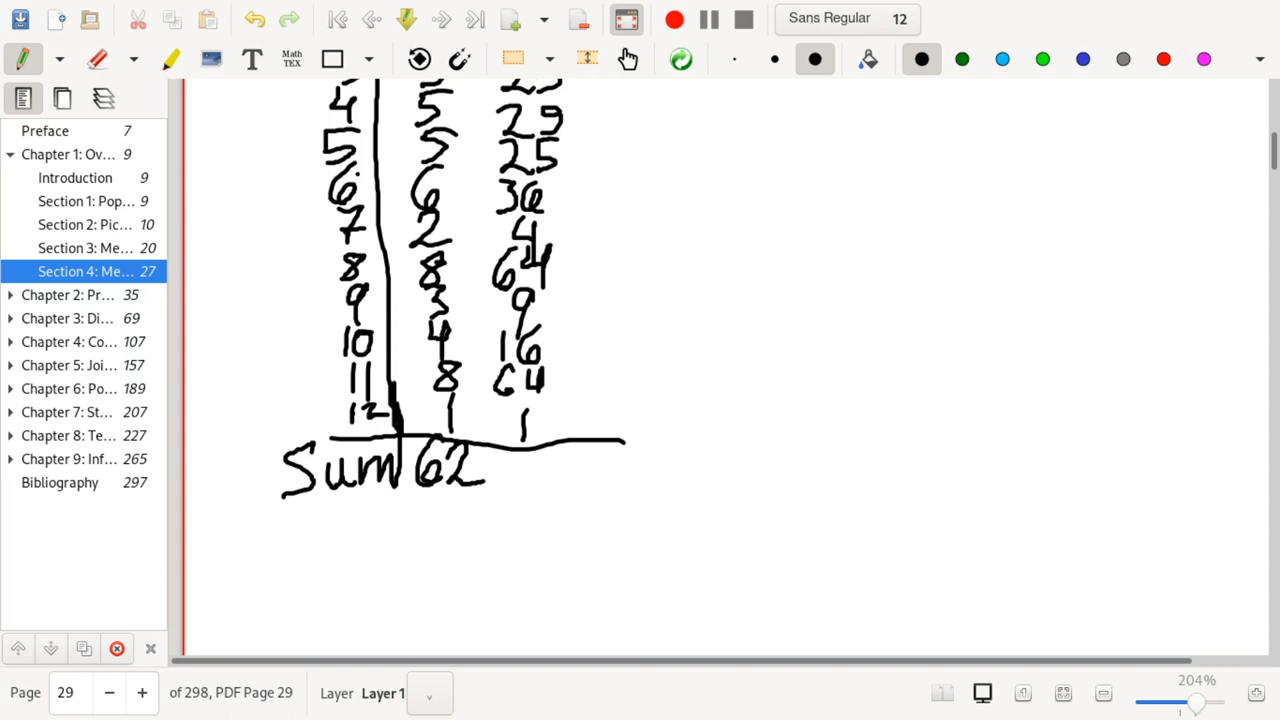 Sans Regular 12
T Math TEX
Preface 7
Chapter 1: Ov... 9
Introduction 9
Section 1: Pop... 9
Section 2: Pic... 10
Section 3: Me... 20
Section 4: Me... 27
Chapter 2: Pr... 35
Chapter 3: Di... 69
Chapter 4: Co... 107
Chapter 5: Joi... 157
Chapter 6: Po... 189
Chapter 7: St... 207
Chapter 8: Te... 227
Chapter 9: Inf... 265
Bibliography 297
4 5 29
5 5 25
6 6 36
7 2 4
8 8 64
9 3 9
10 4 16
11 8 64
12 1 1
Sum 62
Page 29 of 298, PDF Page 29 Layer Layer 1
204%